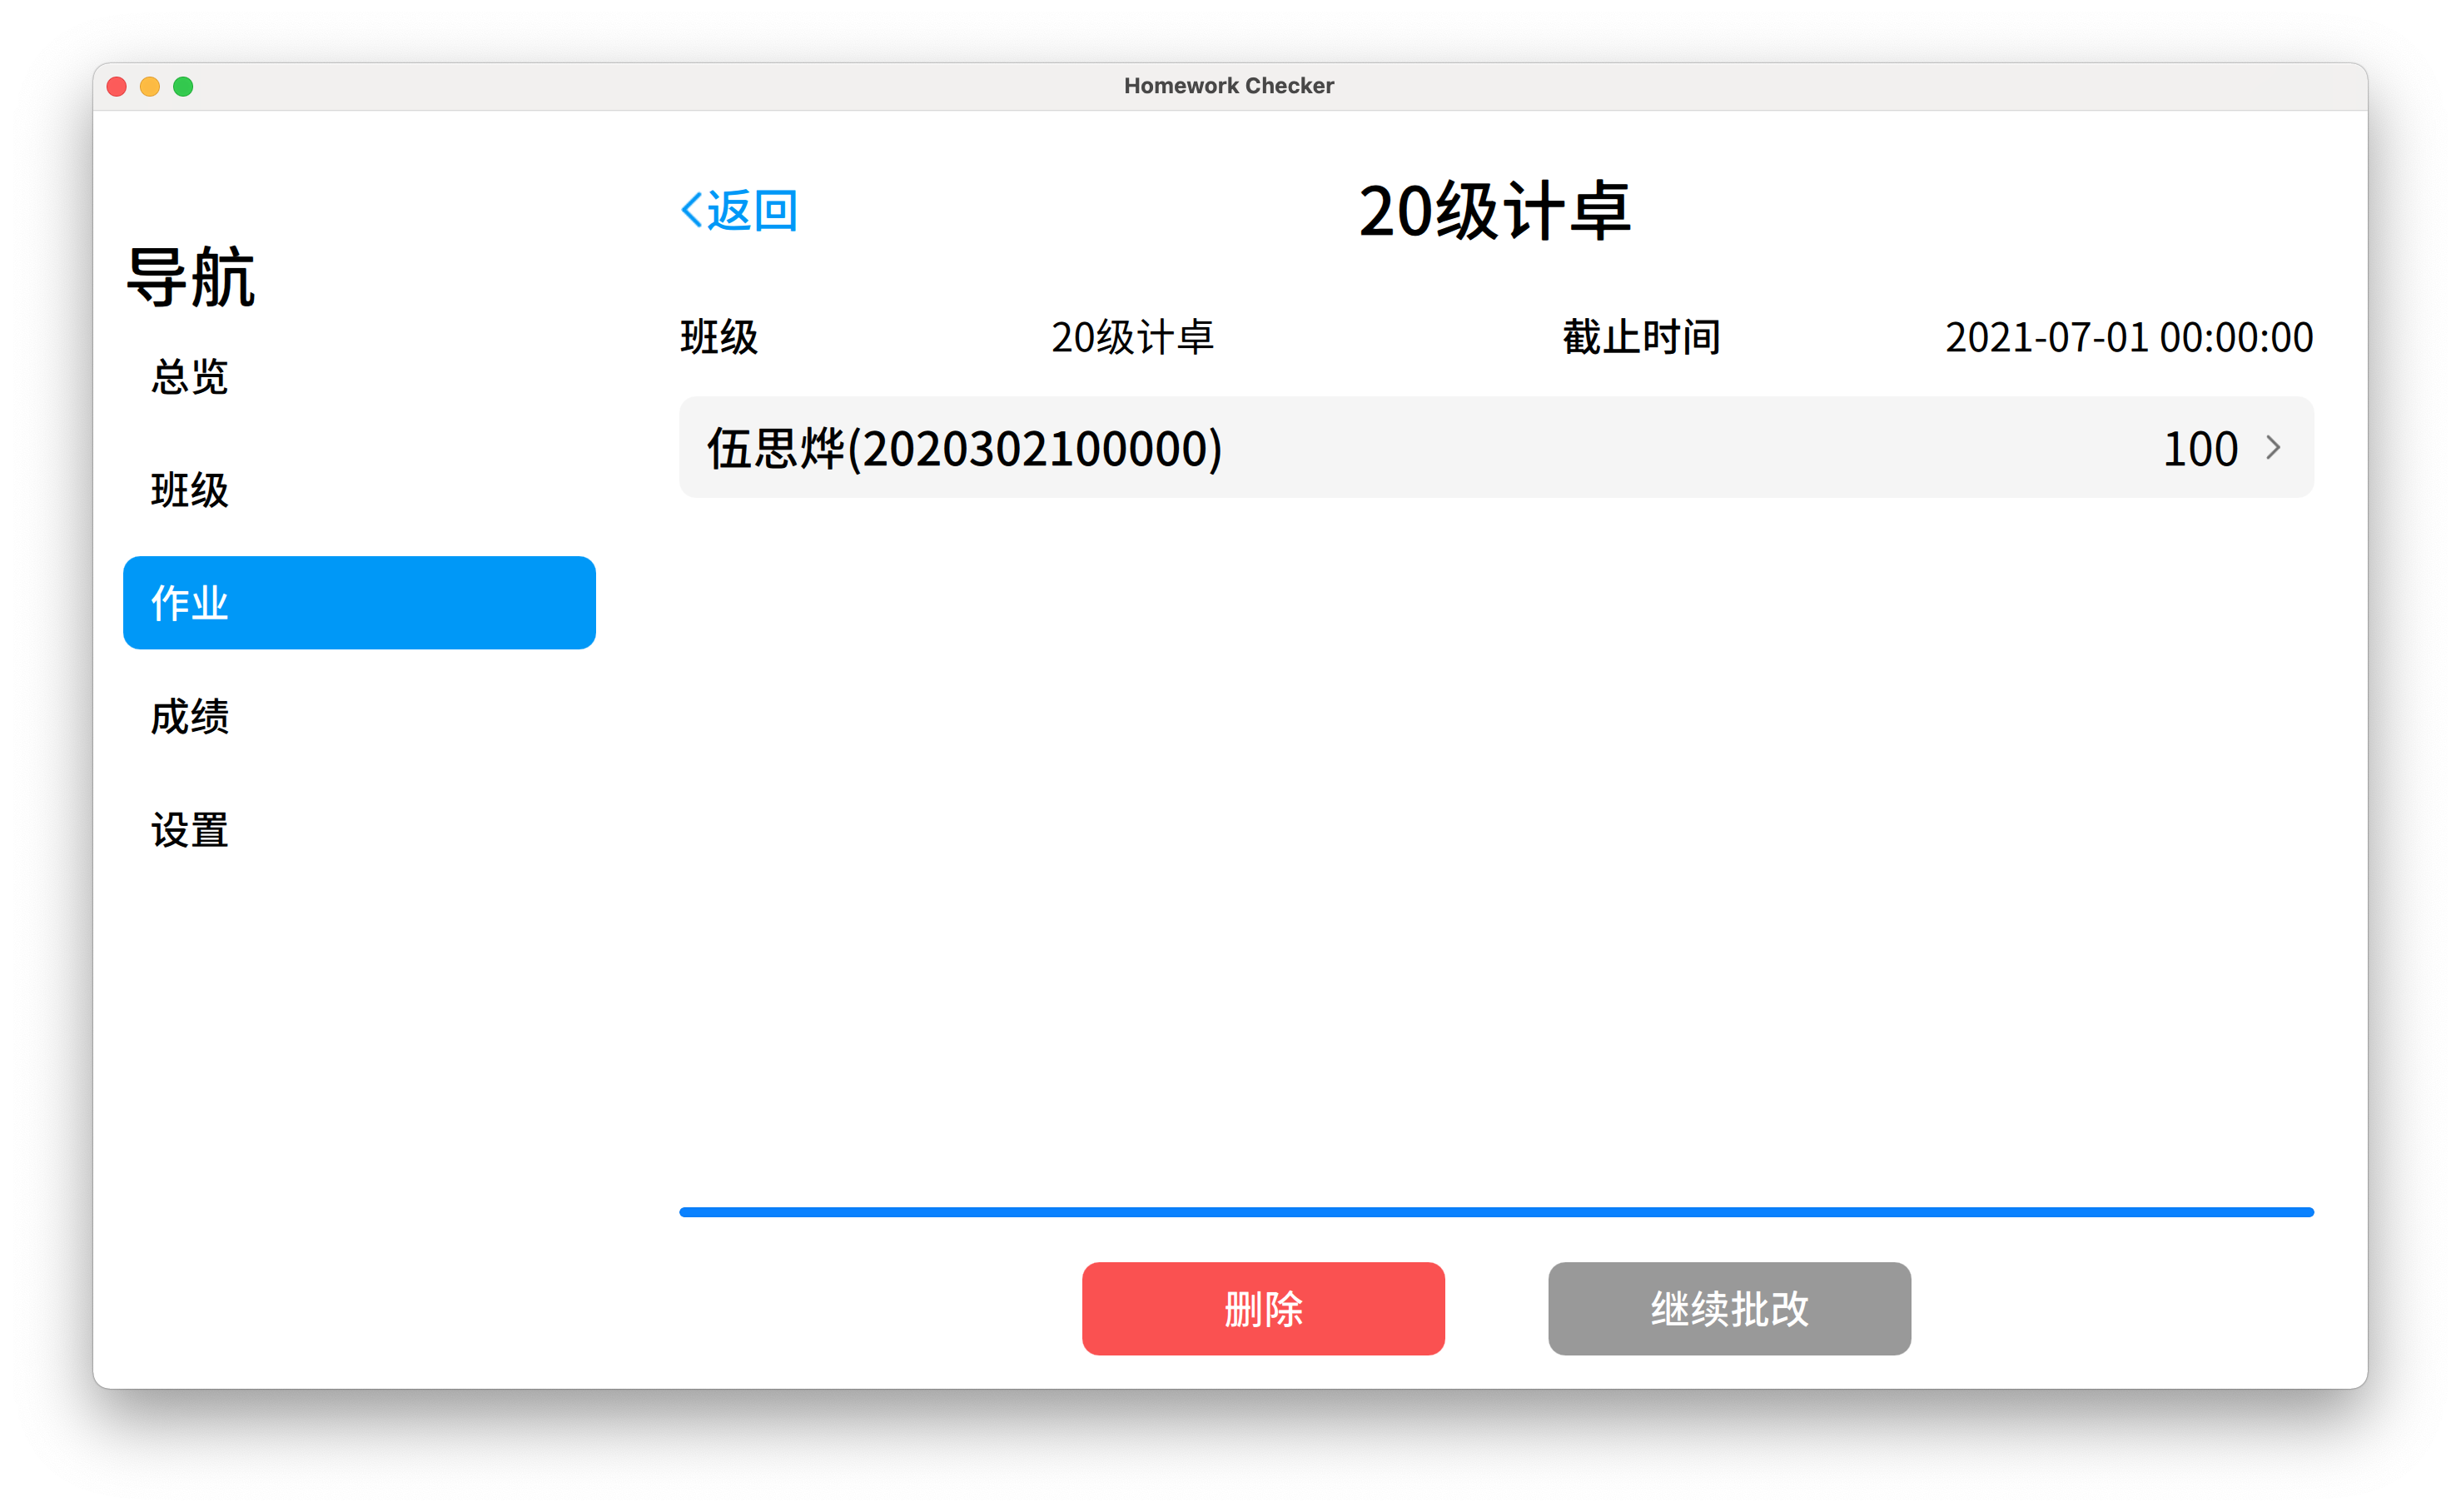 Homework Checker
导航
总览
班级
作业
成绩
设置
返回
20级计卓
班级 20级计卓 截止时间 2021-07-01 00:00:00
伍思烨(2020302100000) 100
删除 继续批改